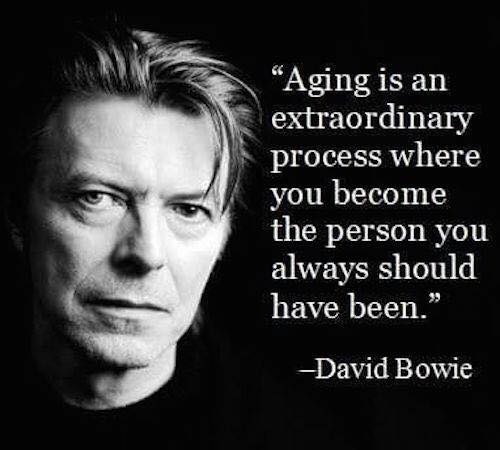 “Aging is an
extraordinary
process where
you become
the person you
always should
have been.”
–David Bowie